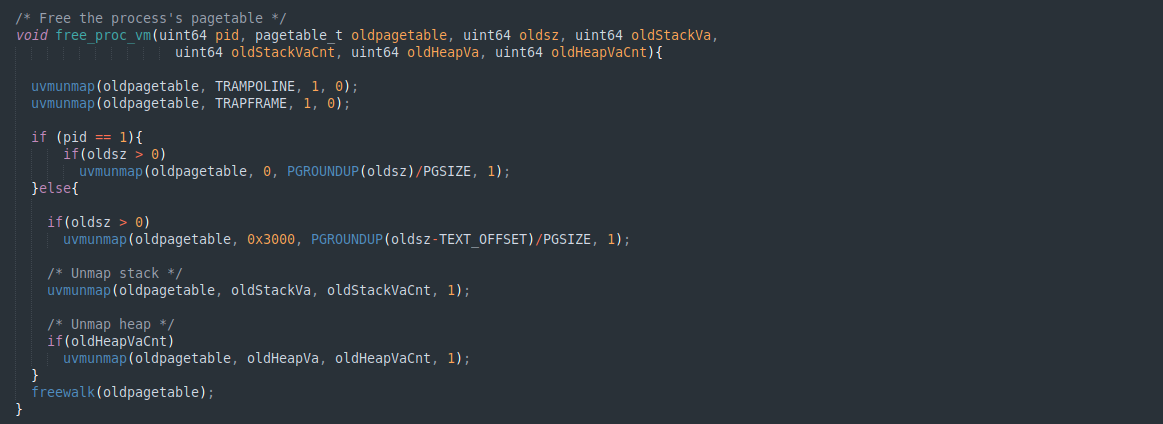 /* Free the process's pagetable */
void free_proc_vm(uint64 pid, pagetable_t oldpagetable, uint64 oldsz, uint64 oldStackVa,
                    uint64 oldStackVaCnt, uint64 oldHeapVa, uint64 oldHeapVaCnt){

  uvmunmap(oldpagetable, TRAMPOLINE, 1, 0);
  uvmunmap(oldpagetable, TRAPFRAME, 1, 0);

  if (pid == 1){
      if(oldsz > 0)
        uvmunmap(oldpagetable, 0, PGROUNDUP(oldsz)/PGSIZE, 1);
  }else{

    if(oldsz > 0)
      uvmunmap(oldpagetable, 0x3000, PGROUNDUP(oldsz-TEXT_OFFSET)/PGSIZE, 1);

    /* Unmap stack */
    uvmunmap(oldpagetable, oldStackVa, oldStackVaCnt, 1);

    /* Unmap heap */
    if(oldHeapVaCnt)
      uvmunmap(oldpagetable, oldHeapVa, oldHeapVaCnt, 1);
  }
  freewalk(oldpagetable);
}